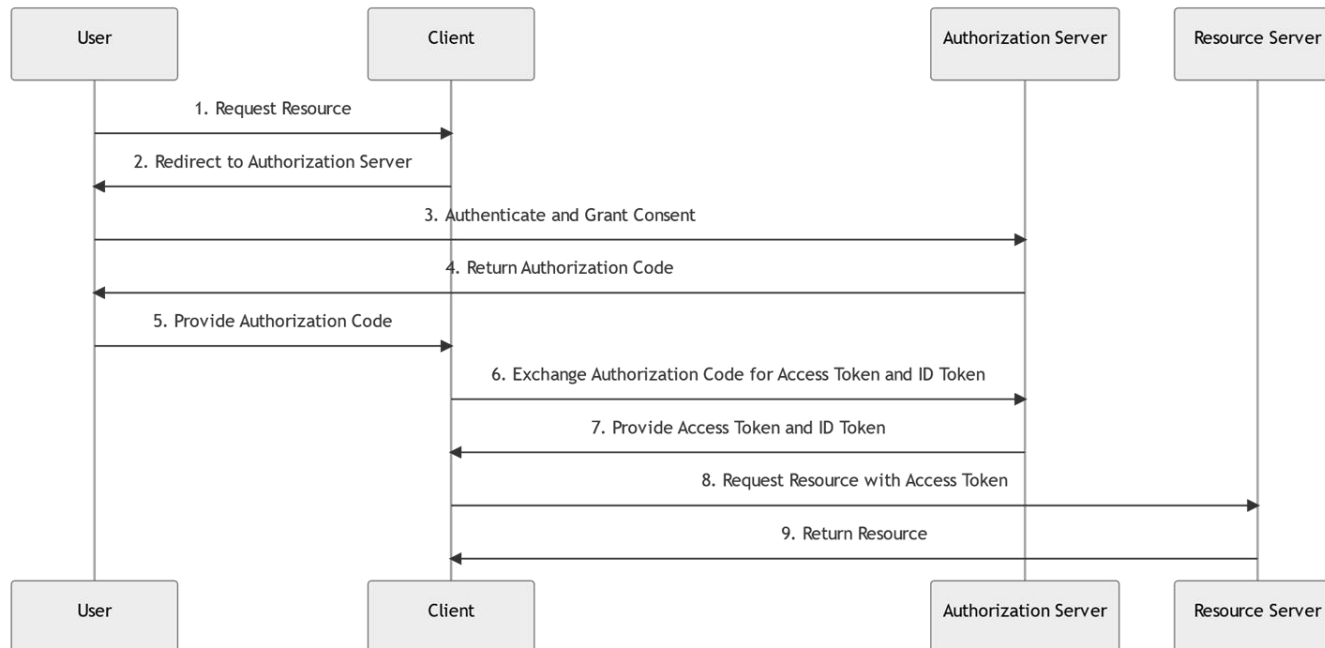 User
Client
Authorization Server
Resource Server
1. Request Resource
2. Redirect to Authorization Server
3. Authenticate and Grant Consent
4. Return Authorization Code
5. Provide Authorization Code
6. Exchange Authorization Code for Access Token and ID Token
7. Provide Access Token and ID Token
8. Request Resource with Access Token
9. Return Resource
User
Client
Authorization Server
Resource Server